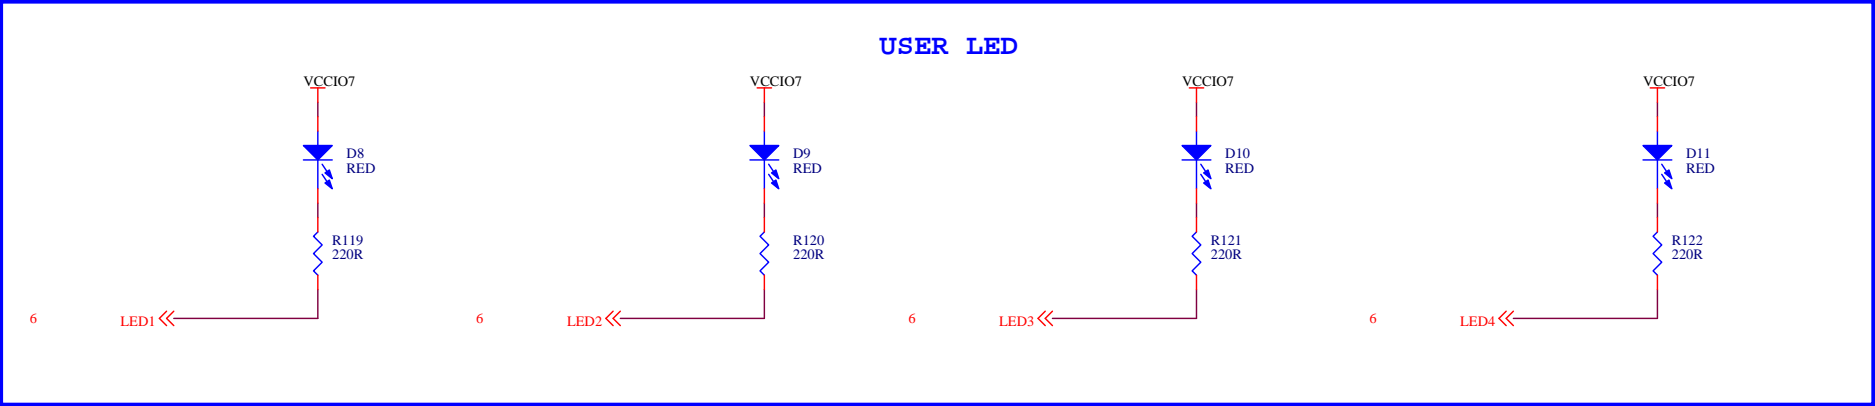 USER LED
VCCIO7 VCCIO7 VCCIO7 VCCIO7
D8 D9 D10 D11
RED RED RED RED
R119 R120 R121 R122
220R 220R 220R 220R
6 LED1 6 LED2 6 LED3 6 LED4